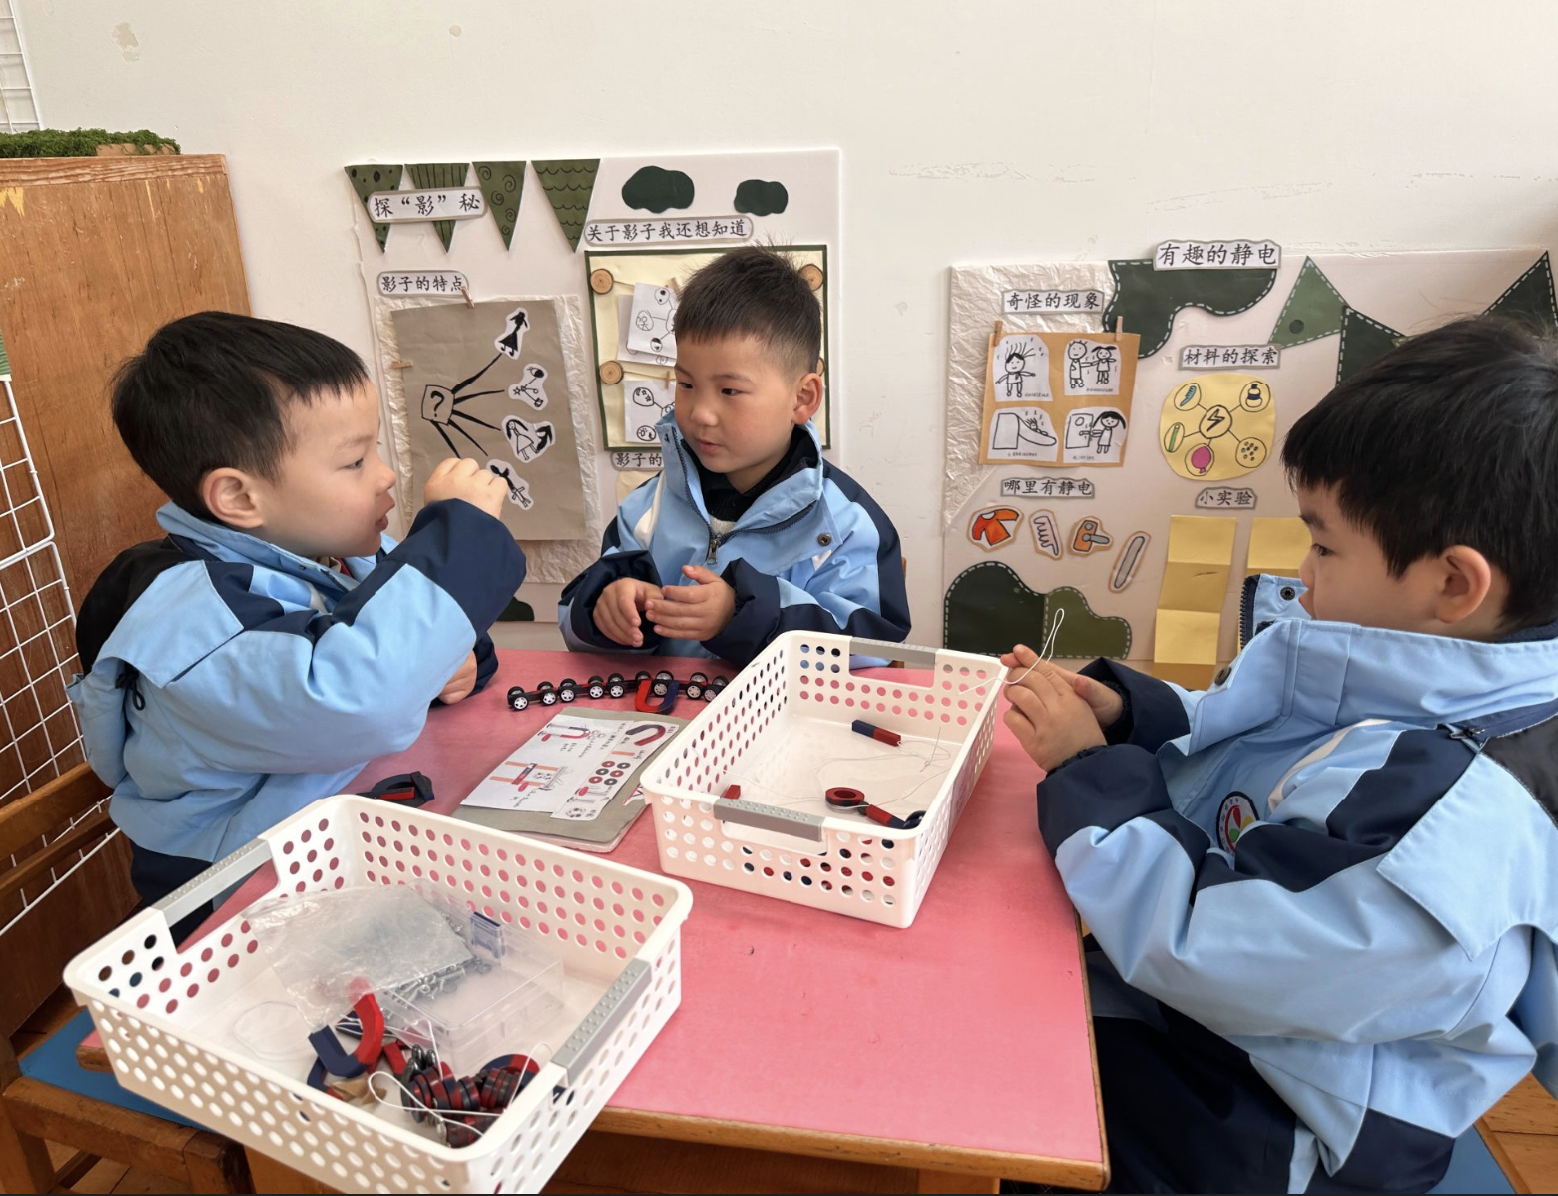 探“影”秘
关于影子我还想知道
影子的特点
?
影子的
有趣的静电
奇怪的现象
材料的探索
哪里有静电
小实验